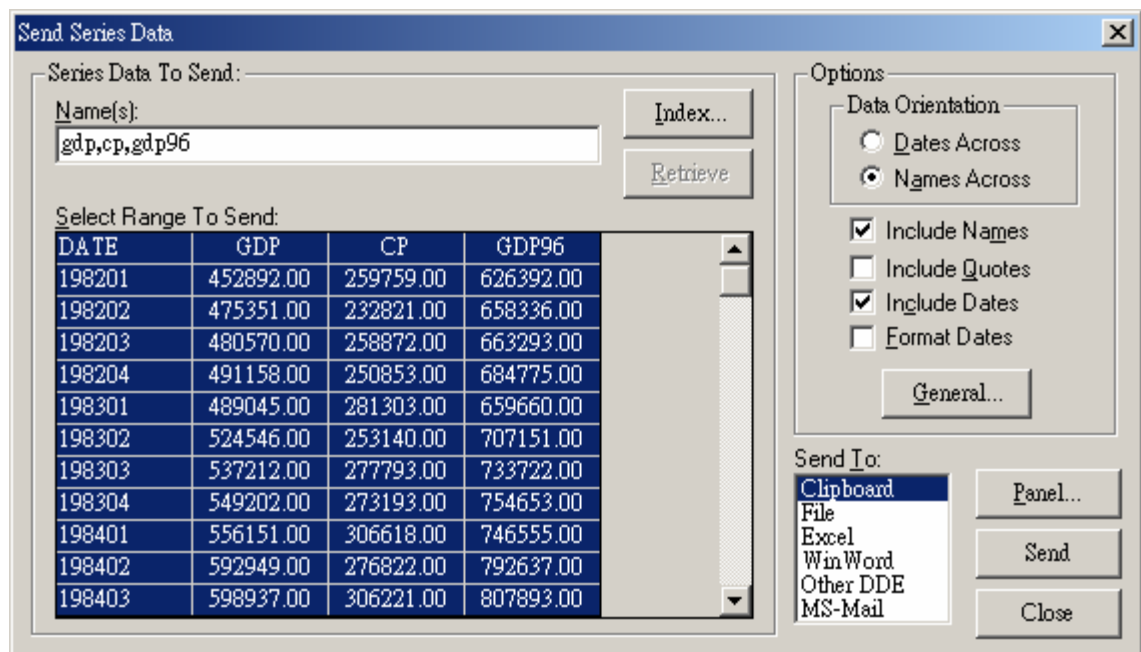 Send Series Data
Series Data To Send:
Name(s):
gdp,cp,gdp96
Index...
Retrieve
Select Range To Send:
DATE GDP CP GDP96
198201 452892.00 259759.00 626392.00
198202 475351.00 232821.00 658336.00
198203 480570.00 258872.00 663293.00
198204 491158.00 250853.00 684775.00
198301 489045.00 281303.00 659660.00
198302 524546.00 253140.00 707151.00
198303 537212.00 277793.00 733722.00
198304 549202.00 273193.00 754653.00
198401 556151.00 306618.00 746555.00
198402 592949.00 276822.00 792637.00
198403 598937.00 306221.00 807893.00
Options
Data Orientation
Dates Across
Names Across
Include Names
Include Quotes
Include Dates
Format Dates
General...
Send To:
Clipboard
File
Excel
WinWord
Other DDE
MS-Mail
Panel...
Send
Close